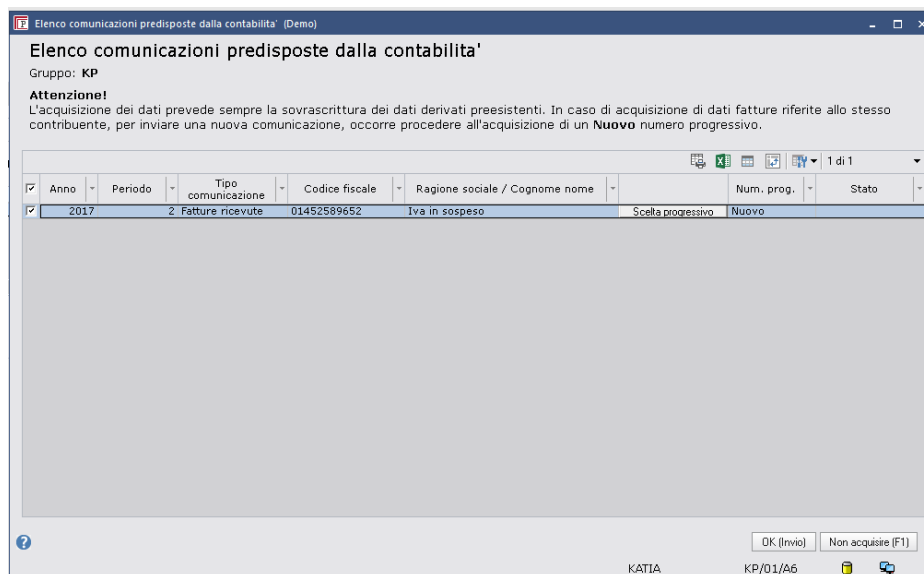 Elenco comunicazioni predisposte dalla contabilita' (Demo)
Elenco comunicazioni predisposte dalla contabilita'
Gruppo: KP
Attenzione!
L'acquisizione dei dati prevede sempre la sovrascrittura dei dati derivati preesistenti. In caso di acquisizione di dati fatture riferite allo stesso
contribuente, per inviare una nuova comunicazione, occorre procedere all'acquisizione di un Nuovo numero progressivo.
1 di 1
Anno Periodo Tipo comunicazione Codice fiscale Ragione sociale / Cognome nome Num. prog. Stato
2017 2 Fatture ricevute 01452589652 Iva in sospeso Scelta progressivo Nuovo
OK (Invio) Non acquisire (F1)
KATIA KP/01/A6